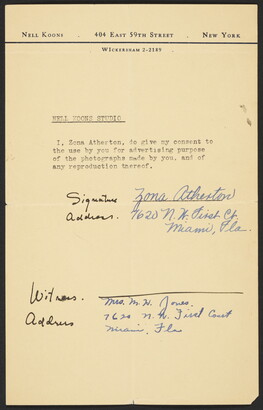 NELL KOONS 404 EAST 59TH STREET NEW YORK
WICKERSHAM 2-2389
NELL KOONS STUDIO
I, Zona Atherton, do give my consent to
the use by you for advertising purpose
of the photographs made by you, and of
any reproduction thereof.
Signature Zona Atherton
Address. 7620 N.W. First Ct.
Miami, Fla.
Witness. Mrs. M. H. Jones.
Address 7620 N.W. First Court
Miami, Fla